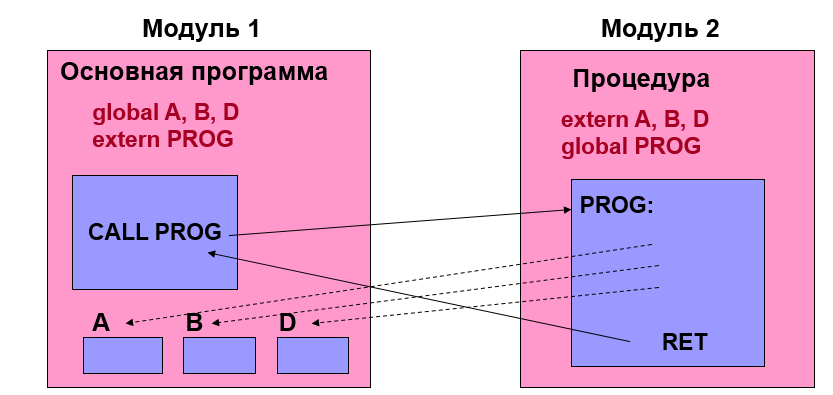 Модуль 1
Основная программа
global A, B, D
extern PROG
CALL PROG
A
B
D
Модуль 2
Процедура
extern A, B, D
global PROG
PROG:
RET